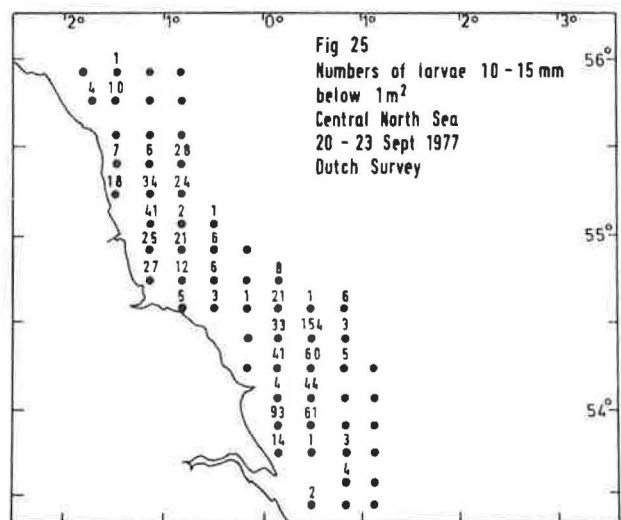 2° 1° 0° 1° 2° 3°
Fig 25
1 56°
Numbers of larvae 10-15mm
4 10 below 1m²
Central North Sea
20-23 Sept 1977
7 6 28 Dutch Survey
18 34 24
41 2 1
25 21 6 55°
27 12 6 8
5 3 1 21 1 6
33 154 3
41 60 5
4 44
93 61 54°
14 1 3
4
2